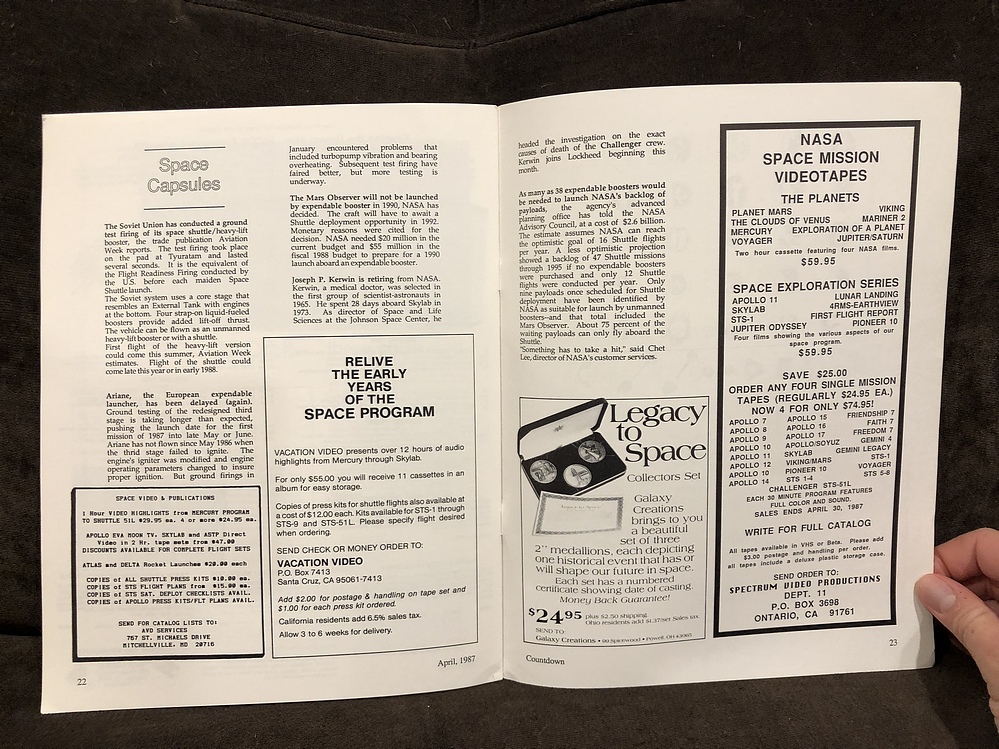 Space
Capsules
The Soviet Union has conducted a ground
test firing of its space shuttle/heavy-lift
booster, the trade publication Aviation
Week reports. The test firing took place
on the pad at Tyuratam and lasted
several seconds. It is the equivalent of
the Flight Readiness Firing conducted by
the U.S. before each maiden Space
Shuttle launch.
The Soviet system uses a core stage that
resembles an External Tank with engines
at the bottom. Four strap-on liquid-fueled
boosters provide added lift-off thrust.
The vehicle can be flown as an unmanned
heavy-lift booster or with a shuttle.
First flight of the heavy-lift version
could come this summer, Aviation Week
estimates. Flight of the shuttle could
come late this year or in early 1988.
Ariane, the European expendable
launcher, has been delayed (again).
Ground testing of the redesigned third
stage is taking longer than expected,
pushing the launch date for the first
mission of 1987 into late May or June.
Ariane has not flown since May 1986 when
the third stage failed to ignite. The
engine's igniter was modified and engine
operating parameters changed to insure
proper ignition. But ground firings in
SPACE VIDEO & PUBLICATIONS
1 Hour VIDEO HIGHLIGHTS from MERCURY PROGRAM
TO SHUTTLE 51L $29.95 ea. 4 or more $24.95 ea.
APOLLO EVA MOON TV, SKYLAB and ASTP Direct
Video in 2 Hr. tape sets from $47.00
DISCOUNTS AVAILABLE FOR COMPLETE FLIGHT SETS
ATLAS and DELTA Rocket Launches $20.00 each
COPIES of ALL SHUTTLE PRESS KITS $10.00 ea.
COPIES of STS FLIGHT PLANS from $15.00 ea.
COPIES of STS SAT. DEPLOY CHECKLISTS AVAIL.
COPIES of APOLLO PRESS KITS/FLT PLANS AVAIL.
SEND FOR CATALOG LISTS TO:
AVD SERVICES
767 ST. MICHAELS DRIVE
MITCHELLVILLE, MD 20716
22
January encountered problems that
included turbopump vibration and bearing
overheating. Subsequent test firings have
faired better, but more testing is
underway.
The Mars Observer will not be launched
by expendable booster in 1990, NASA has
decided. The craft will have to await a
Shuttle deployment opportunity in 1992.
Monetary reasons were cited for the
decision. NASA needed $20 million in the
current budget and $55 million in the
fiscal 1988 budget to prepare for a 1990
launch aboard an expendable booster.
Joseph P. Kerwin is retiring from NASA.
Kerwin, a medical doctor, was selected in
the first group of scientist-astronauts in
1965. He spent 28 days aboard Skylab in
1973. As director of Space and Life
Sciences at the Johnson Space Center, he
RELIVE
THE EARLY
YEARS
OF THE
SPACE PROGRAM
VACATION VIDEO presents over 12 hours of audio
highlights from Mercury through Skylab.
For only $55.00 you will receive 11 cassettes in an
album for easy storage.
Copies of press kits for shuttle flights also available at
a cost of $12.00 each. Kits available for STS-1 through
STS-9 and STS-51L. Please specify flight desired
when ordering.
SEND CHECK OR MONEY ORDER TO:
VACATION VIDEO
P.O. Box 7413
Santa Cruz, CA 95061-7413
Add $2.00 for postage & handling on tape set and
$1.00 for each press kit ordered.
California residents add 6.5% sales tax.
Allow 3 to 6 weeks for delivery.
April, 1987
headed the investigation on the exact
causes of death of the Challenger crew.
Kerwin joins Lockheed beginning this
month.
As many as 38 expendable boosters would
be needed to launch NASA's backlog of
payloads, the agency's advanced
planning office has told the NASA
Advisory Council, at a cost of $2.6 billion.
The estimate assumes NASA can reach
the optimistic goal of 16 Shuttle flights
per year. A less optimistic projection
showed a backlog of 47 Shuttle missions
through 1995 if no expendable boosters
were purchased and only 12 Shuttle
flights were conducted per year. Only
nine payloads once scheduled for Shuttle
deployment have been identified by
NASA as suitable for launch by unmanned
boosters--and that total included the
Mars Observer. About 75 percent of the
waiting payloads can only fly aboard the
Shuttle.
"Something has to take a hit," said Chet
Lee, director of NASA's customer services.
Legacy
to
Space
Collectors Set
Galaxy
Creations
brings to you
a beautiful
set of three
2" medallions, each depicting
one historical event that has or
will shape our future in space.
Each set has a numbered
certificate showing date of casting.
Money Back Guarantee!
$24.95 plus $2.50 shipping
Ohio residents add $1.37/set Sales tax.
SEND TO
Galaxy Creations • 99 Spicewood • Powell, OH 43065
Countdown
NASA
SPACE MISSION
VIDEOTAPES
THE PLANETS
PLANET MARS VIKING
THE CLOUDS OF VENUS MARINER 2
MERCURY EXPLORATION OF A PLANET
VOYAGER JUPITER/SATURN
Two hour cassette featuring four NASA films.
$59.95
SPACE EXPLORATION SERIES
APOLLO 11 LUNAR LANDING
SKYLAB 4RMS-EARTHVIEW
STS-1 FIRST FLIGHT REPORT
JUPITER ODYSSEY PIONEER 10
Four films showing the various aspects of our
space program.
$59.95
SAVE $25.00
ORDER ANY FOUR SINGLE MISSION
TAPES (REGULARLY $24.95 EA.)
NOW 4 FOR ONLY $74.95!
APOLLO 7 APOLLO 15 FRIENDSHIP 7
APOLLO 8 APOLLO 16 FAITH 7
APOLLO 9 APOLLO 17 FREEDOM 7
APOLLO 10 APOLLO/SOYUZ GEMINI 4
APOLLO 11 SKYLAB GEMINI LEGACY
APOLLO 12 VIKING/MARS STS-1
APOLLO 10 PIONEER 10 VOYAGER
APOLLO 14 STS 1-4 STS 5-8
CHALLENGER STS-51L
EACH 30 MINUTE PROGRAM FEATURES
FULL COLOR AND SOUND.
SALES ENDS APRIL 30, 1987
WRITE FOR FULL CATALOG
All tapes available in VHS or Beta. Please add
$3.00 postage and handling per order.
all tapes include a deluxe plastic storage case.
SEND ORDER TO:
SPECTRUM VIDEO PRODUCTIONS
DEPT. 11
P.O. BOX 3698
ONTARIO, CA 91761
23